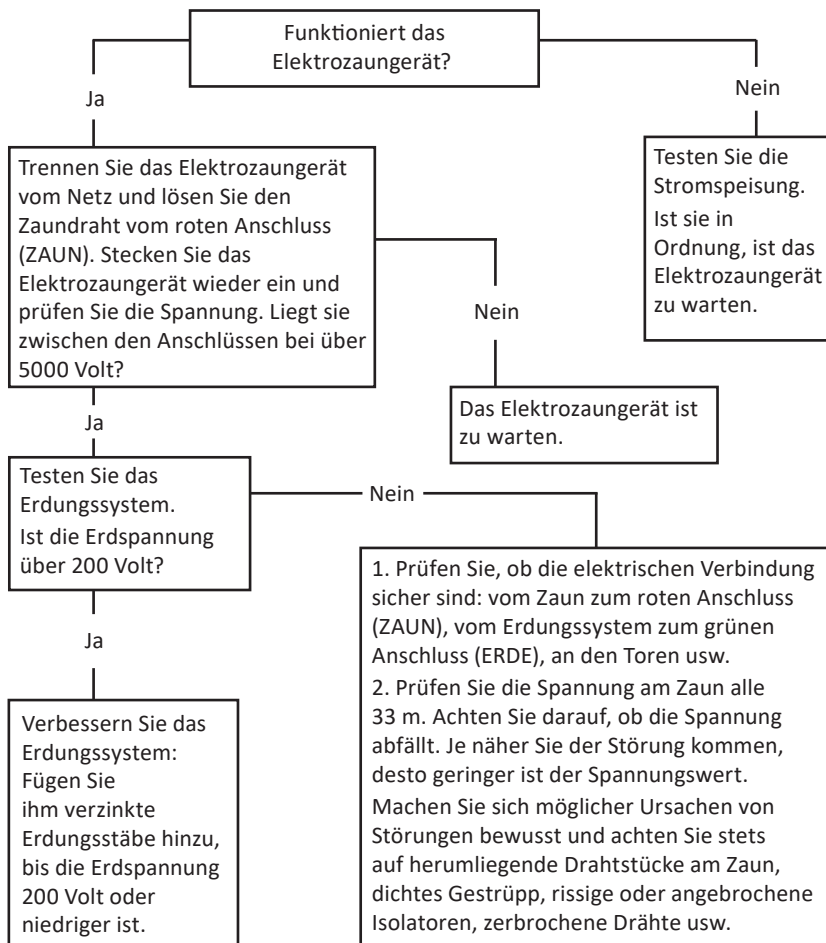 Funktioniert das
Elektrozaungerät?
Ja
Nein
Trennen Sie das Elektrozaungerät
vom Netz und lösen Sie den
Zaundraht vom roten Anschluss
(ZAUN). Stecken Sie das
Elektrozaungerät wieder ein und
prüfen Sie die Spannung. Liegt sie
zwischen den Anschlüssen bei über
5000 Volt?
Testen Sie die
Stromspeisung.
Ist sie in
Ordnung, ist das
Elektrozaungerät
zu warten.
Nein
Das Elektrozaungerät ist
zu warten.
Ja
Testen Sie das
Erdungssystem.
Ist die Erdspannung
über 200 Volt?
Nein
1. Prüfen Sie, ob die elektrischen Verbindung
sicher sind: vom Zaun zum roten Anschluss
(ZAUN), vom Erdungssystem zum grünen
Anschluss (ERDE), an den Toren usw.
2. Prüfen Sie die Spannung am Zaun alle
33 m. Achten Sie darauf, ob die Spannung
abfällt. Je näher Sie der Störung kommen,
desto geringer ist der Spannungswert.
Machen Sie sich möglicher Ursachen von
Störungen bewusst und achten Sie stets
auf herumliegende Drahtstücke am Zaun,
dichtes Gestrüpp, rissige oder angebrochene
Isolatoren, zerbrochene Drähte usw.
Ja
Verbessern Sie das
Erdungssystem:
Fügen Sie
ihm verzinkte
Erdungsstäbe hinzu,
bis die Erdspannung
200 Volt oder
niedriger ist.